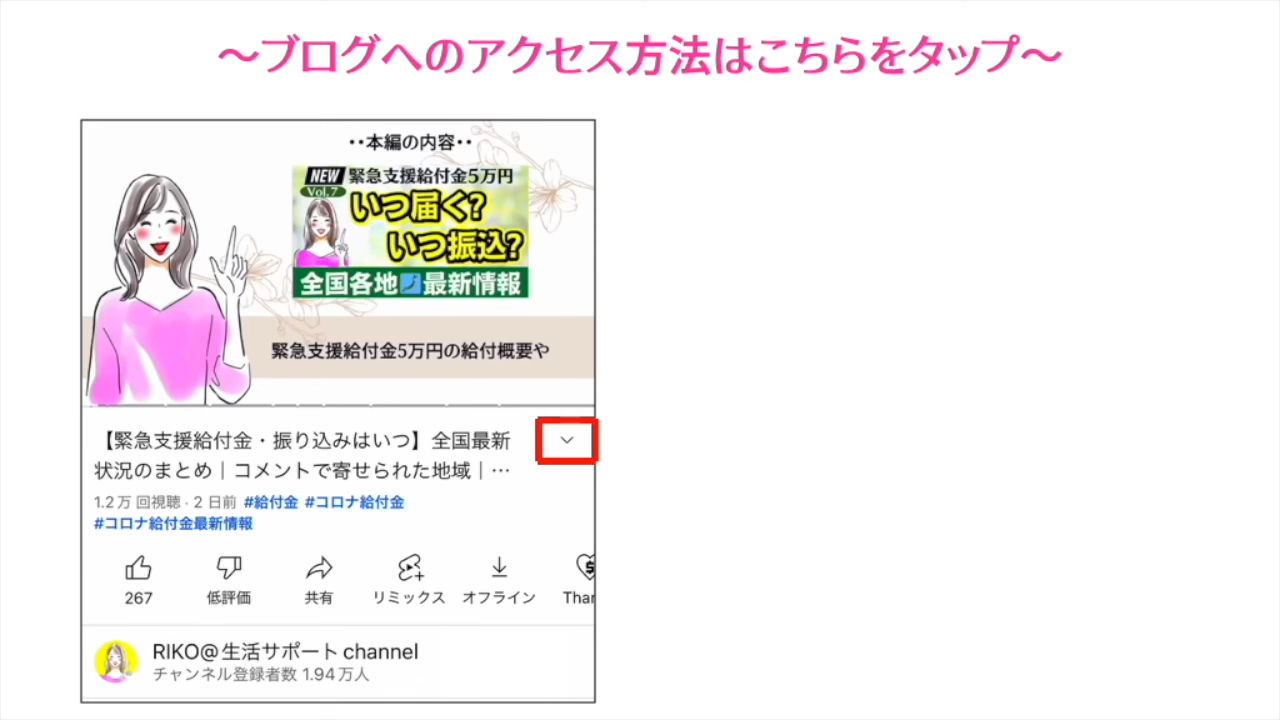 ～ブログへのアクセス方法はこちらをタップ～
••本編の内容••
NEW 緊急支援給付金5万円
Vol.7
いつ届く?
いつ振込?
全国各地🗾最新情報
緊急支援給付金5万円の給付概要や
【緊急支援給付金・振り込みはいつ】全国最新
状況のまとめ｜コメントで寄せられた地域｜…
1.2万 回視聴 · 2 日前 #給付金 #コロナ給付金
#コロナ給付金最新情報
267 低評価 共有 リミックス オフライン Than
RIKO@生活サポートchannel
チャンネル登録者数 1.94万人